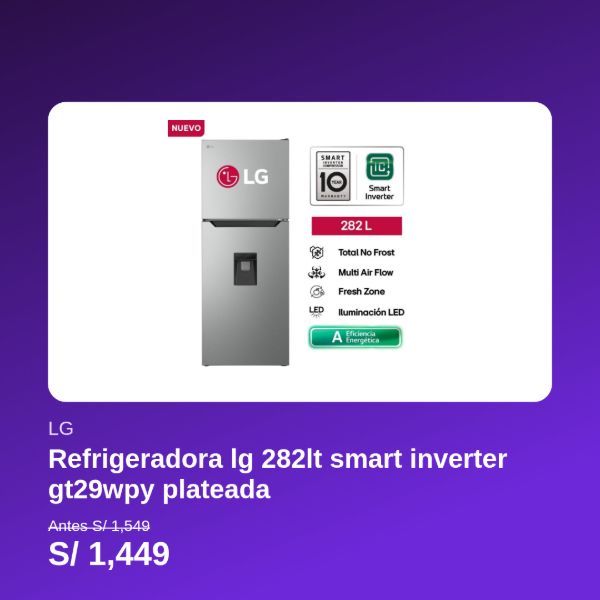 NUEVO
LG
SMART
INVERTER
COMPRESSOR
10 YEAR
WARRANTY
Smart
Inverter
282 L
Total No Frost
Multi Air Flow
Fresh Zone
LED
Iluminación LED
A Eficiencia
Energética
LG
Refrigeradora lg 282lt smart inverter
gt29wpy plateada
Antes S/ 1,549
S/ 1,449